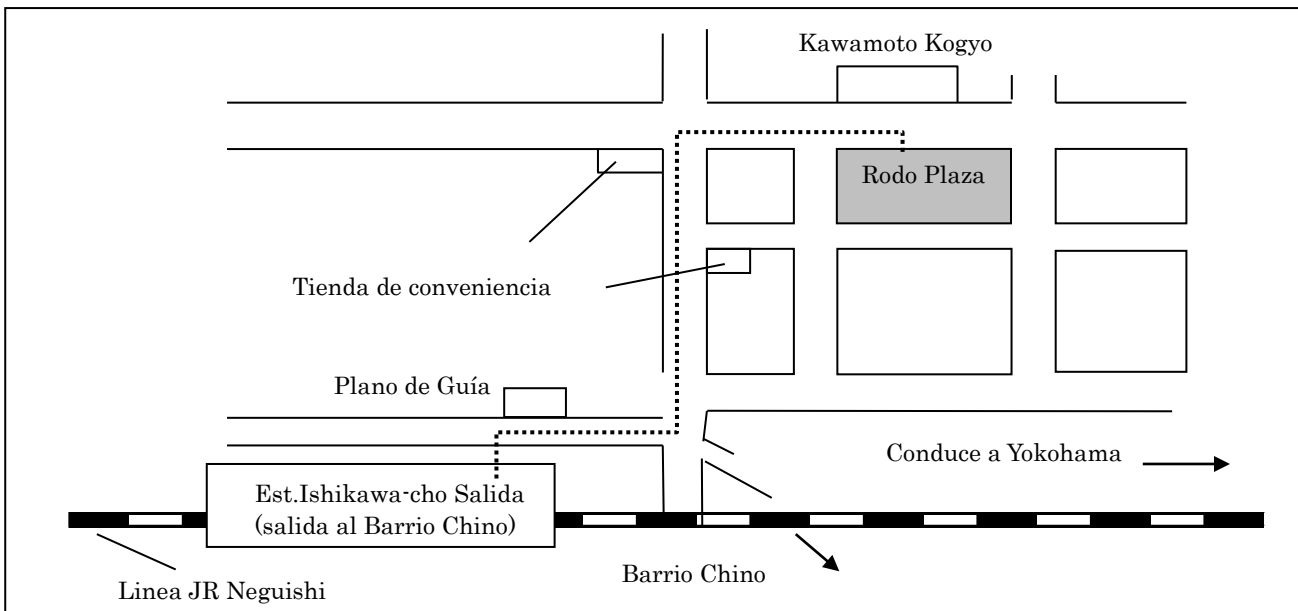 Kawamoto Kogyo
Rodo Plaza
Tienda de conveniencia
Plano de Guía
Conduce a Yokohama
Est.Ishikawa-cho Salida
(salida al Barrio Chino)
Barrio Chino
Linea JR Neguishi